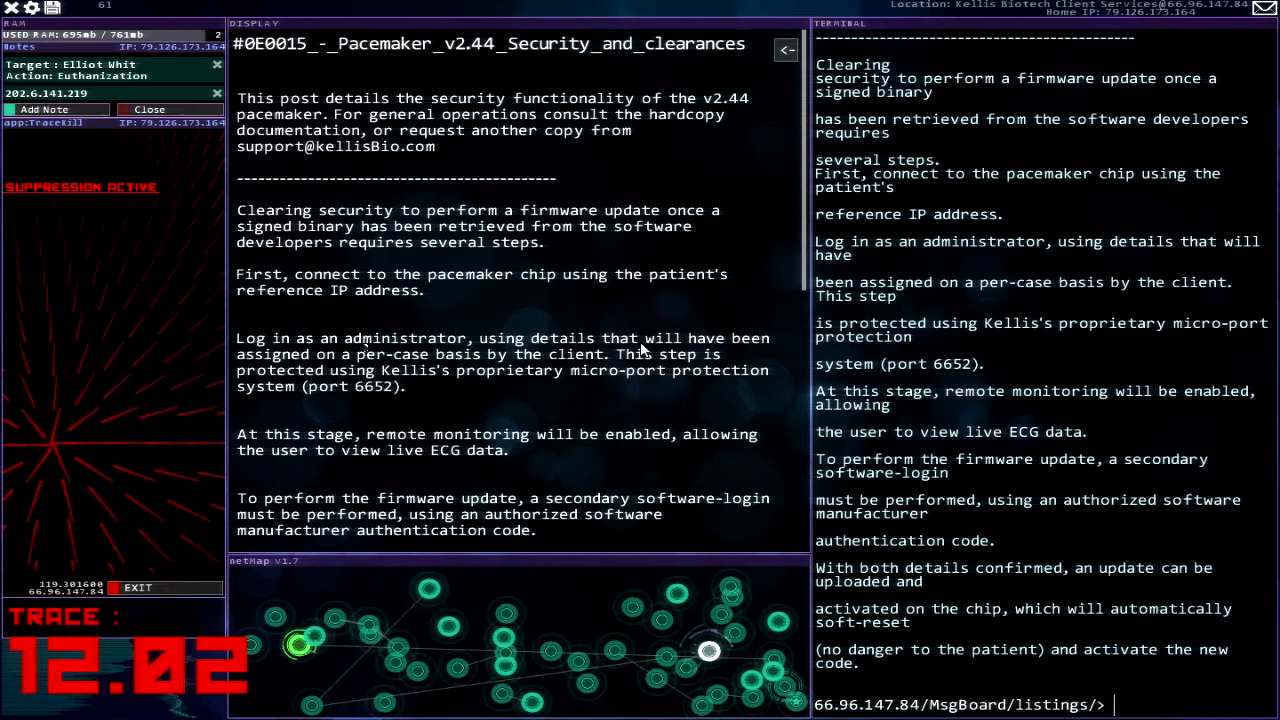 61
Location: Kellis Biotech Client Services@66.96.147.84
Home IP: 79.126.173.164
RAM
USED RAM: 695mb / 761mb
2
Notes
IP: 79.126.173.164
Target : Elliot Whit
Action: Euthanization
202.6.141.219
Add Note
Close
app:TraceKill
IP: 79.126.173.164
SUPPRESSION ACTIVE
119.301600
66.96.147.84
EXIT
TRACE :
12.02
DISPLAY
#0E0015_-_Pacemaker_v2.44_Security_and_clearances
<-
This post details the security functionality of the v2.44
pacemaker. For general operations consult the hardcopy
documentation, or request another copy from
support@kellisBio.com
---------------------------------------------
Clearing security to perform a firmware update once a
signed binary has been retrieved from the software
developers requires several steps.
First, connect to the pacemaker chip using the patient's
reference IP address.
Log in as an administrator, using details that will have been
assigned on a per-case basis by the client. This step is
protected using Kellis's proprietary micro-port protection
system (port 6652).
At this stage, remote monitoring will be enabled, allowing
the user to view live ECG data.
To perform the firmware update, a secondary software-login
must be performed, using an authorized software
manufacturer authentication code.
netMap v1.7
TERMINAL
---------------------------------------------
Clearing
security to perform a firmware update once a
signed binary
has been retrieved from the software developers
requires
several steps.
First, connect to the pacemaker chip using the
patient's
reference IP address.
Log in as an administrator, using details that will
have
been assigned on a per-case basis by the client.
This step
is protected using Kellis's proprietary micro-port
protection
system (port 6652).
At this stage, remote monitoring will be enabled,
allowing
the user to view live ECG data.
To perform the firmware update, a secondary
software-login
must be performed, using an authorized software
manufacturer
authentication code.
With both details confirmed, an update can be
uploaded and
activated on the chip, which will automatically
soft-reset
(no danger to the patient) and activate the new
code.
66.96.147.84/MsgBoard/listings/>